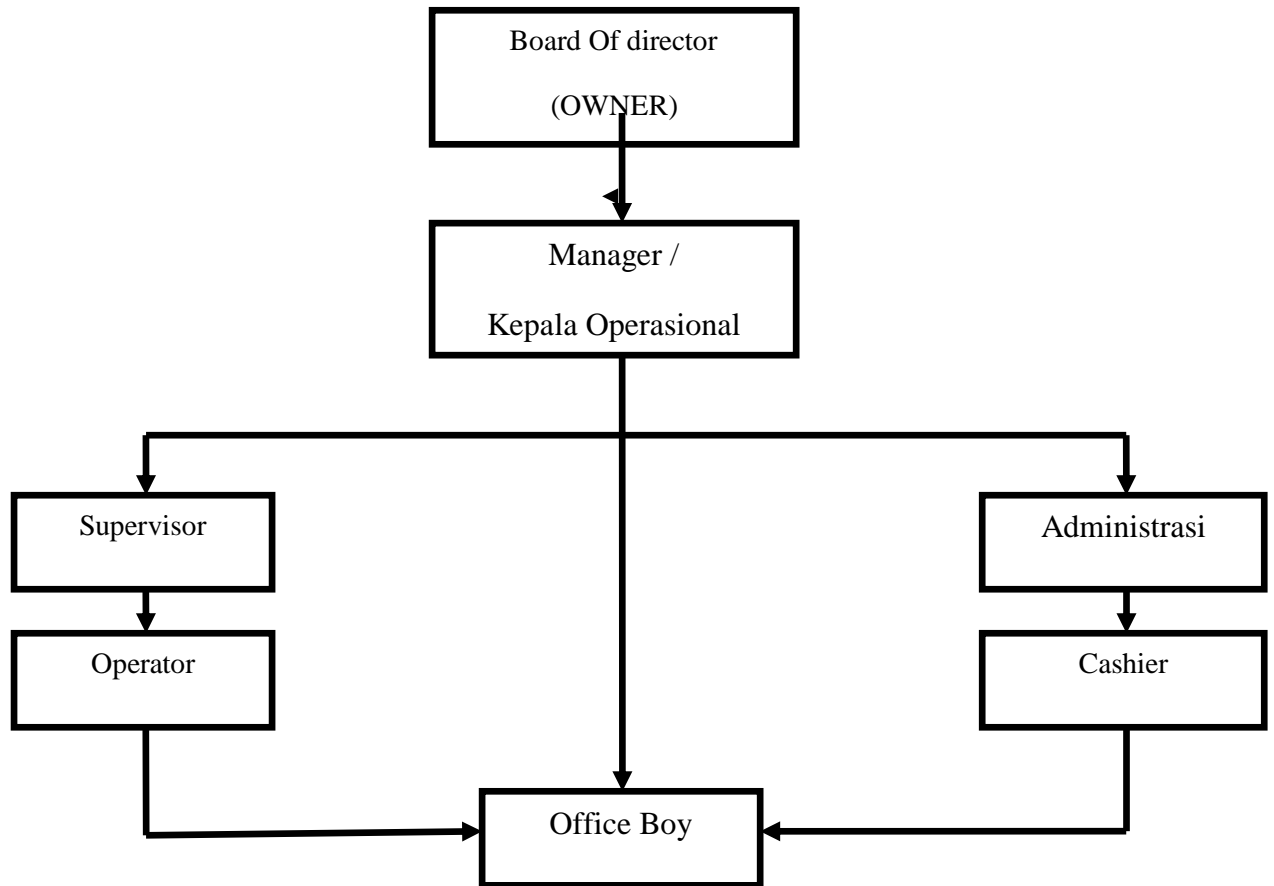 Board Of director
(OWNER)
Manager /
Kepala Operasional
Supervisor
Administrasi
Operator
Cashier
Office Boy